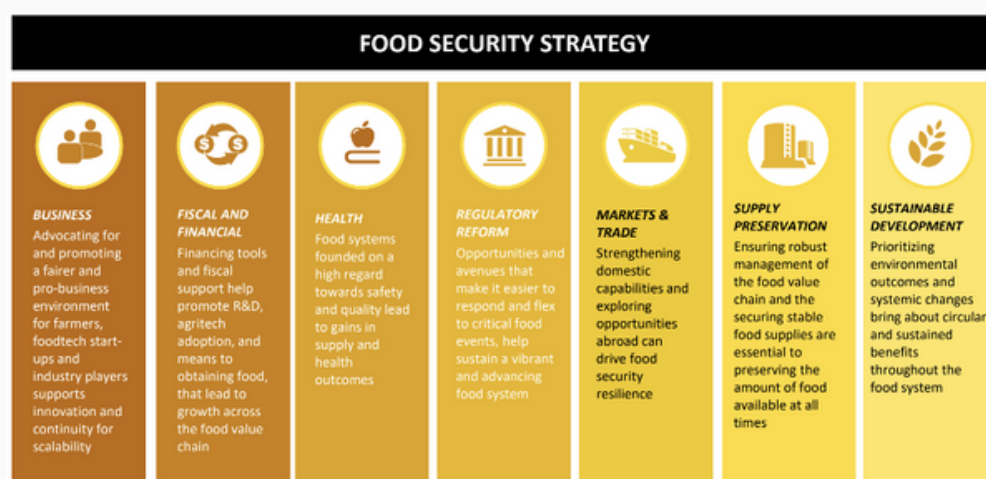 FOOD SECURITY STRATEGY
BUSINESS
Advocating for
and promoting
a fairer and
pro-business
environment
for farmers,
foodtech start-
ups and
industry players
supports
innovation and
continuity for
scalability
FISCAL AND
FINANCIAL
Financing tools
and fiscal
support help
promote R&D,
agritech
adoption, and
means to
obtaining food,
that lead to
growth across
the food value
chain
HEALTH
Food systems
founded on a
high regard
towards safety
and quality lead
to gains in
supply and
health
outcomes
REGULATORY
REFORM
Opportunities and
avenues that
make it easier to
respond and flex
to critical food
events, help
sustain a vibrant
and advancing
food system
MARKETS &
TRADE
Strengthening
domestic
capabilities and
exploring
opportunities
abroad can
drive food
security
resilience
SUPPLY
PRESERVATION
Ensuring robust
management of
the food value
chain and the
securing stable
food supplies are
essential to
preserving the
amount of food
available at all
times
SUSTAINABLE
DEVELOPMENT
Prioritizing
environmental
outcomes and
systemic changes
bring about circular
and sustained
benefits
throughout the
food system